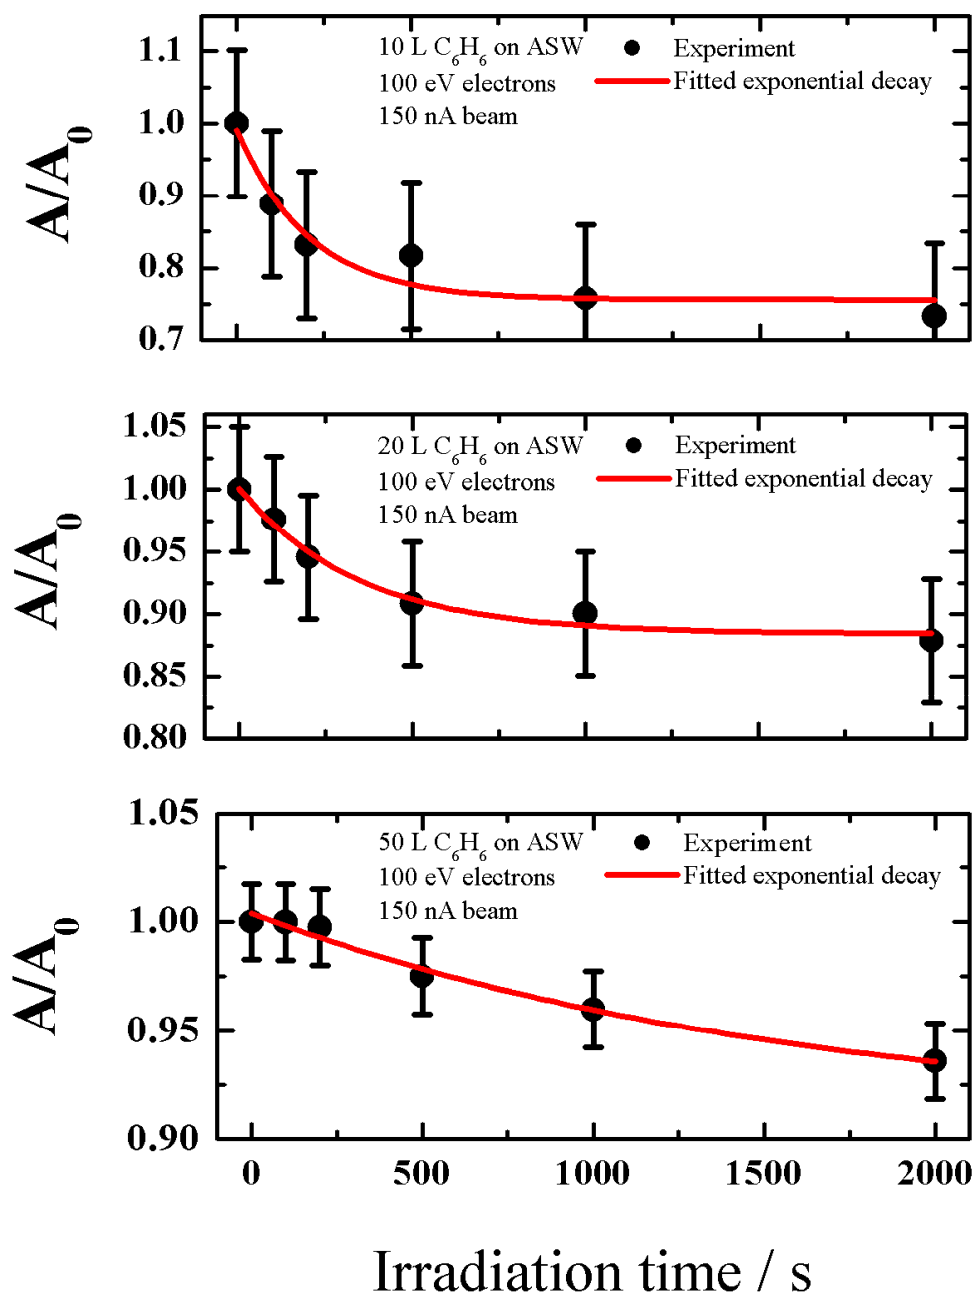 10 L C₆H₆ on ASW
100 eV electrons
150 nA beam
Experiment
Fitted exponential decay
A/A₀
1.1
1.0
0.9
0.8
0.7
20 L C₆H₆ on ASW
100 eV electrons
150 nA beam
Experiment
Fitted exponential decay
A/A₀
1.05
1.00
0.95
0.90
0.85
0.80
50 L C₆H₆ on ASW
100 eV electrons
150 nA beam
Experiment
Fitted exponential decay
A/A₀
1.05
1.00
0.95
0.90
0 500 1000 1500 2000
Irradiation time / s